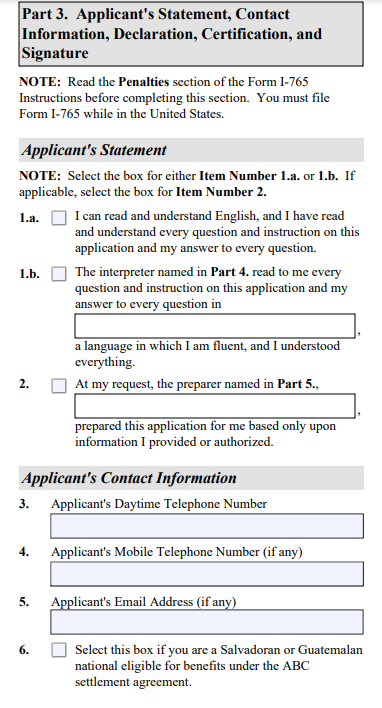 Part 3. Applicant's Statement, Contact
Information, Declaration, Certification, and
Signature
NOTE: Read the Penalties section of the Form I-765
Instructions before completing this section. You must file
Form I-765 while in the United States.
Applicant's Statement
NOTE: Select the box for either Item Number 1.a. or 1.b. If
applicable, select the box for Item Number 2.
1.a. I can read and understand English, and I have read
and understand every question and instruction on this
application and my answer to every question.
1.b. The interpreter named in Part 4. read to me every
question and instruction on this application and my
answer to every question in
,
a language in which I am fluent, and I understood
everything.
2. At my request, the preparer named in Part 5.,
,
prepared this application for me based only upon
information I provided or authorized.
Applicant's Contact Information
3. Applicant's Daytime Telephone Number
4. Applicant's Mobile Telephone Number (if any)
5. Applicant's Email Address (if any)
6. Select this box if you are a Salvadoran or Guatemalan
national eligible for benefits under the ABC
settlement agreement.